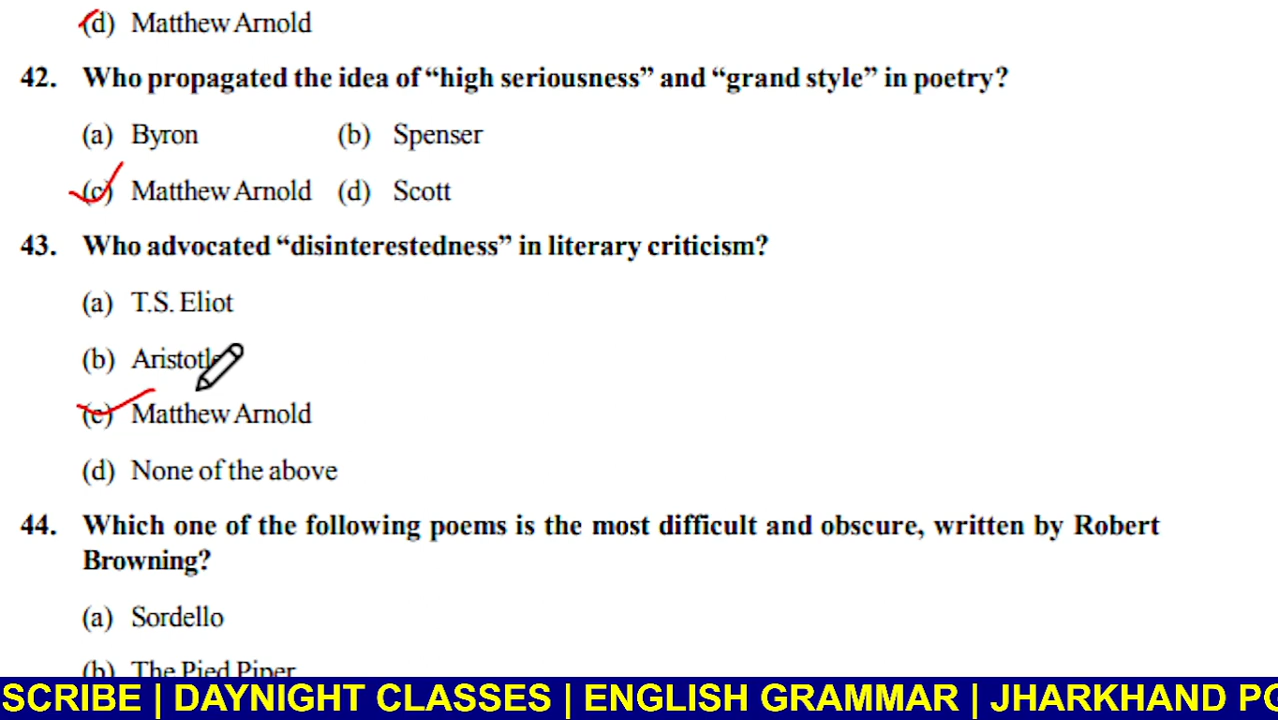 (d) Matthew Arnold
42. Who propagated the idea of “high seriousness” and “grand style” in poetry?
(a) Byron (b) Spenser
(c) Matthew Arnold (d) Scott
43. Who advocated “disinterestedness” in literary criticism?
(a) T.S. Eliot
(b) Aristotle
(c) Matthew Arnold
(d) None of the above
44. Which one of the following poems is the most difficult and obscure, written by Robert
Browning?
(a) Sordello
(b) The Pied Piper
SCRIBE | DAYNIGHT CLASSES | ENGLISH GRAMMAR | JHARKHAND PO